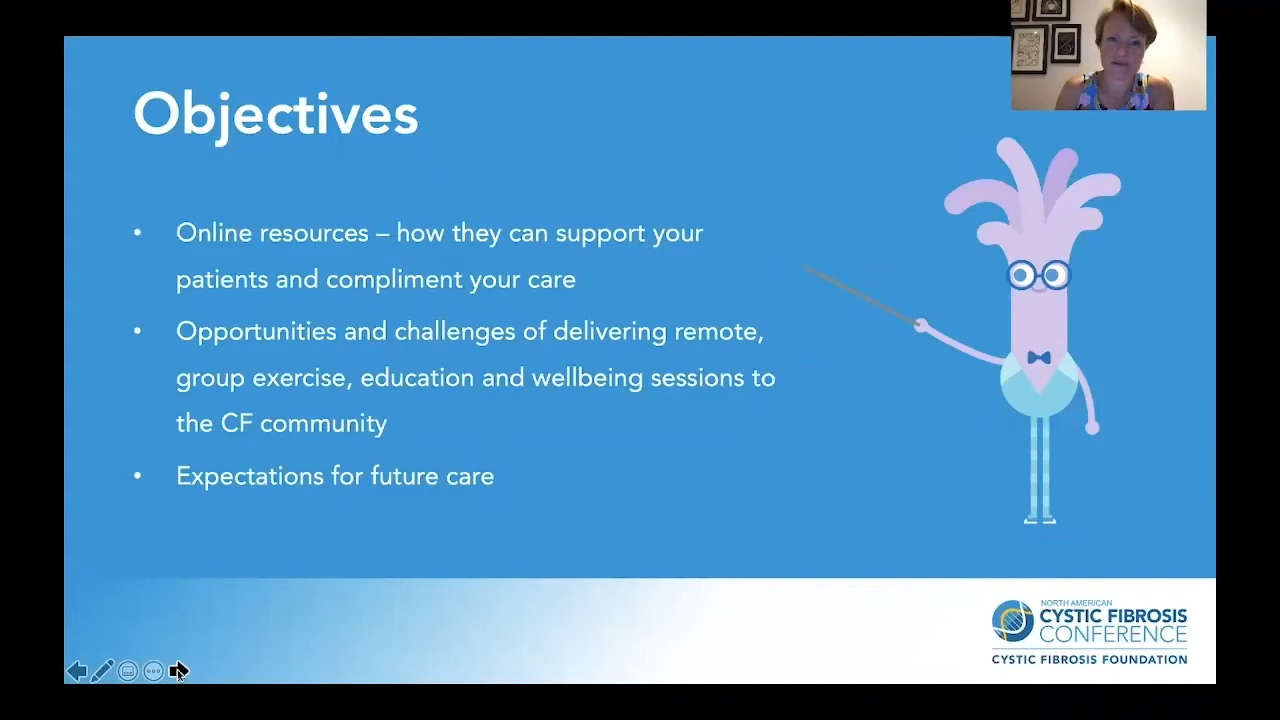 Objectives
• Online resources – how they can support your
patients and compliment your care
• Opportunities and challenges of delivering remote,
group exercise, education and wellbeing sessions to
the CF community
• Expectations for future care
NORTH AMERICAN
CYSTIC FIBROSIS
CONFERENCE
CYSTIC FIBROSIS FOUNDATION